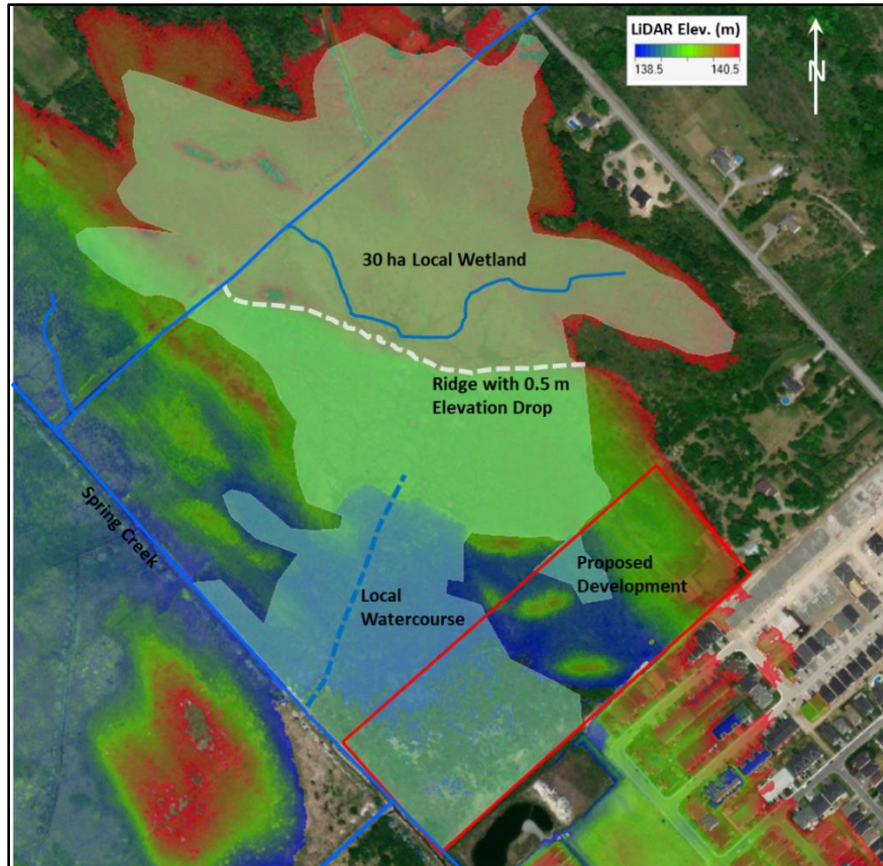 LiDAR Elev. (m)
138.5 140.5
N
30 ha Local Wetland
Ridge with 0.5 m
Elevation Drop
Spring Creek
Proposed
Development
Local
Watercourse